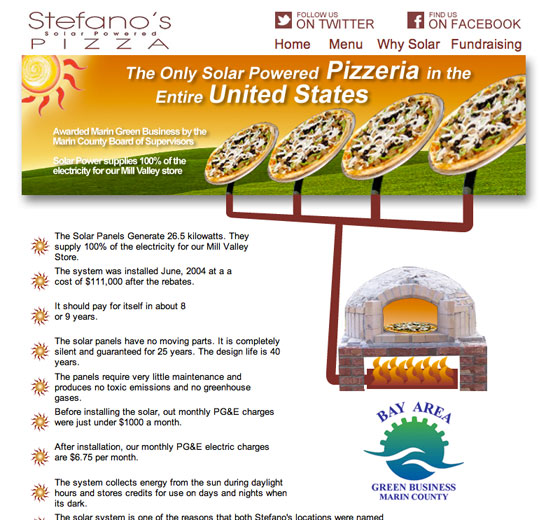 Stefano's
Solar Powered
PIZZA
FOLLOW US
ON TWITTER
FIND US
ON FACEBOOK
Home Menu Why Solar Fundraising
The Only Solar Powered Pizzeria in the
Entire United States
Awarded Marin Green Business by the
Marin County Board of Supervisors
Solar Power supplies 100% of the
electricity for our Mill Valley store
The Solar Panels Generate 26.5 kilowatts. They
supply 100% of the electricity for our Mill Valley
Store.
The system was installed June, 2004 at a a
cost of $111,000 after the rebates.
It should pay for itself in about 8
or 9 years.
The solar panels have no moving parts. It is completely
silent and guaranteed for 25 years. The design life is 40
years.
The panels require very little maintenance and
produces no toxic emissions and no greenhouse
gases.
Before installing the solar, out monthly PG&E charges
were just under $1000 a month.
After installation, our monthly PG&E electric charges
are $6.75 per month.
The system collects energy from the sun during daylight
hours and stores credits for use on days and nights when
its dark.
The solar system is one of the reasons that both Stefano's locations were named
BAY AREA
GREEN BUSINESS
MARIN COUNTY